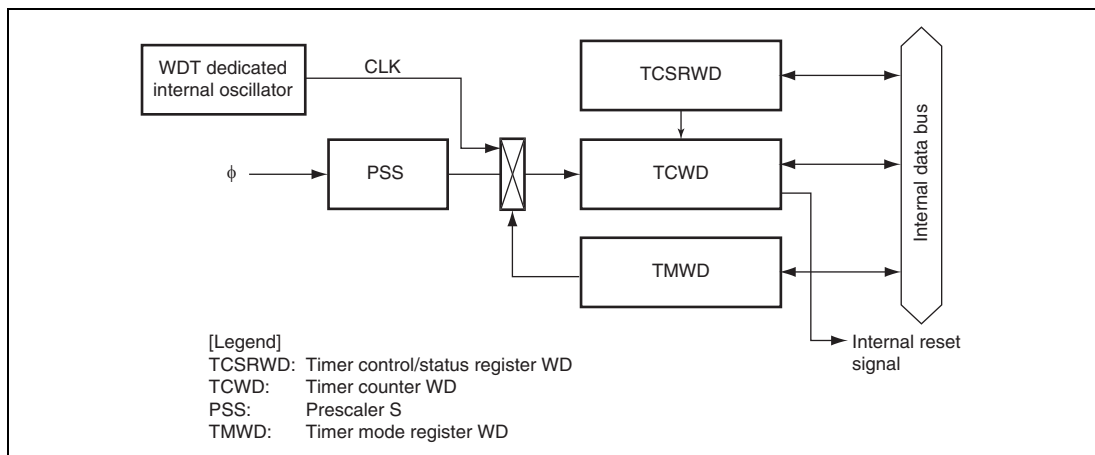 WDT dedicated
internal oscillator
CLK
TCSRWD
φ
PSS
TCWD
TMWD
Internal data bus
Internal reset
signal
[Legend]
TCSRWD: Timer control/status register WD
TCWD: Timer counter WD
PSS: Prescaler S
TMWD: Timer mode register WD